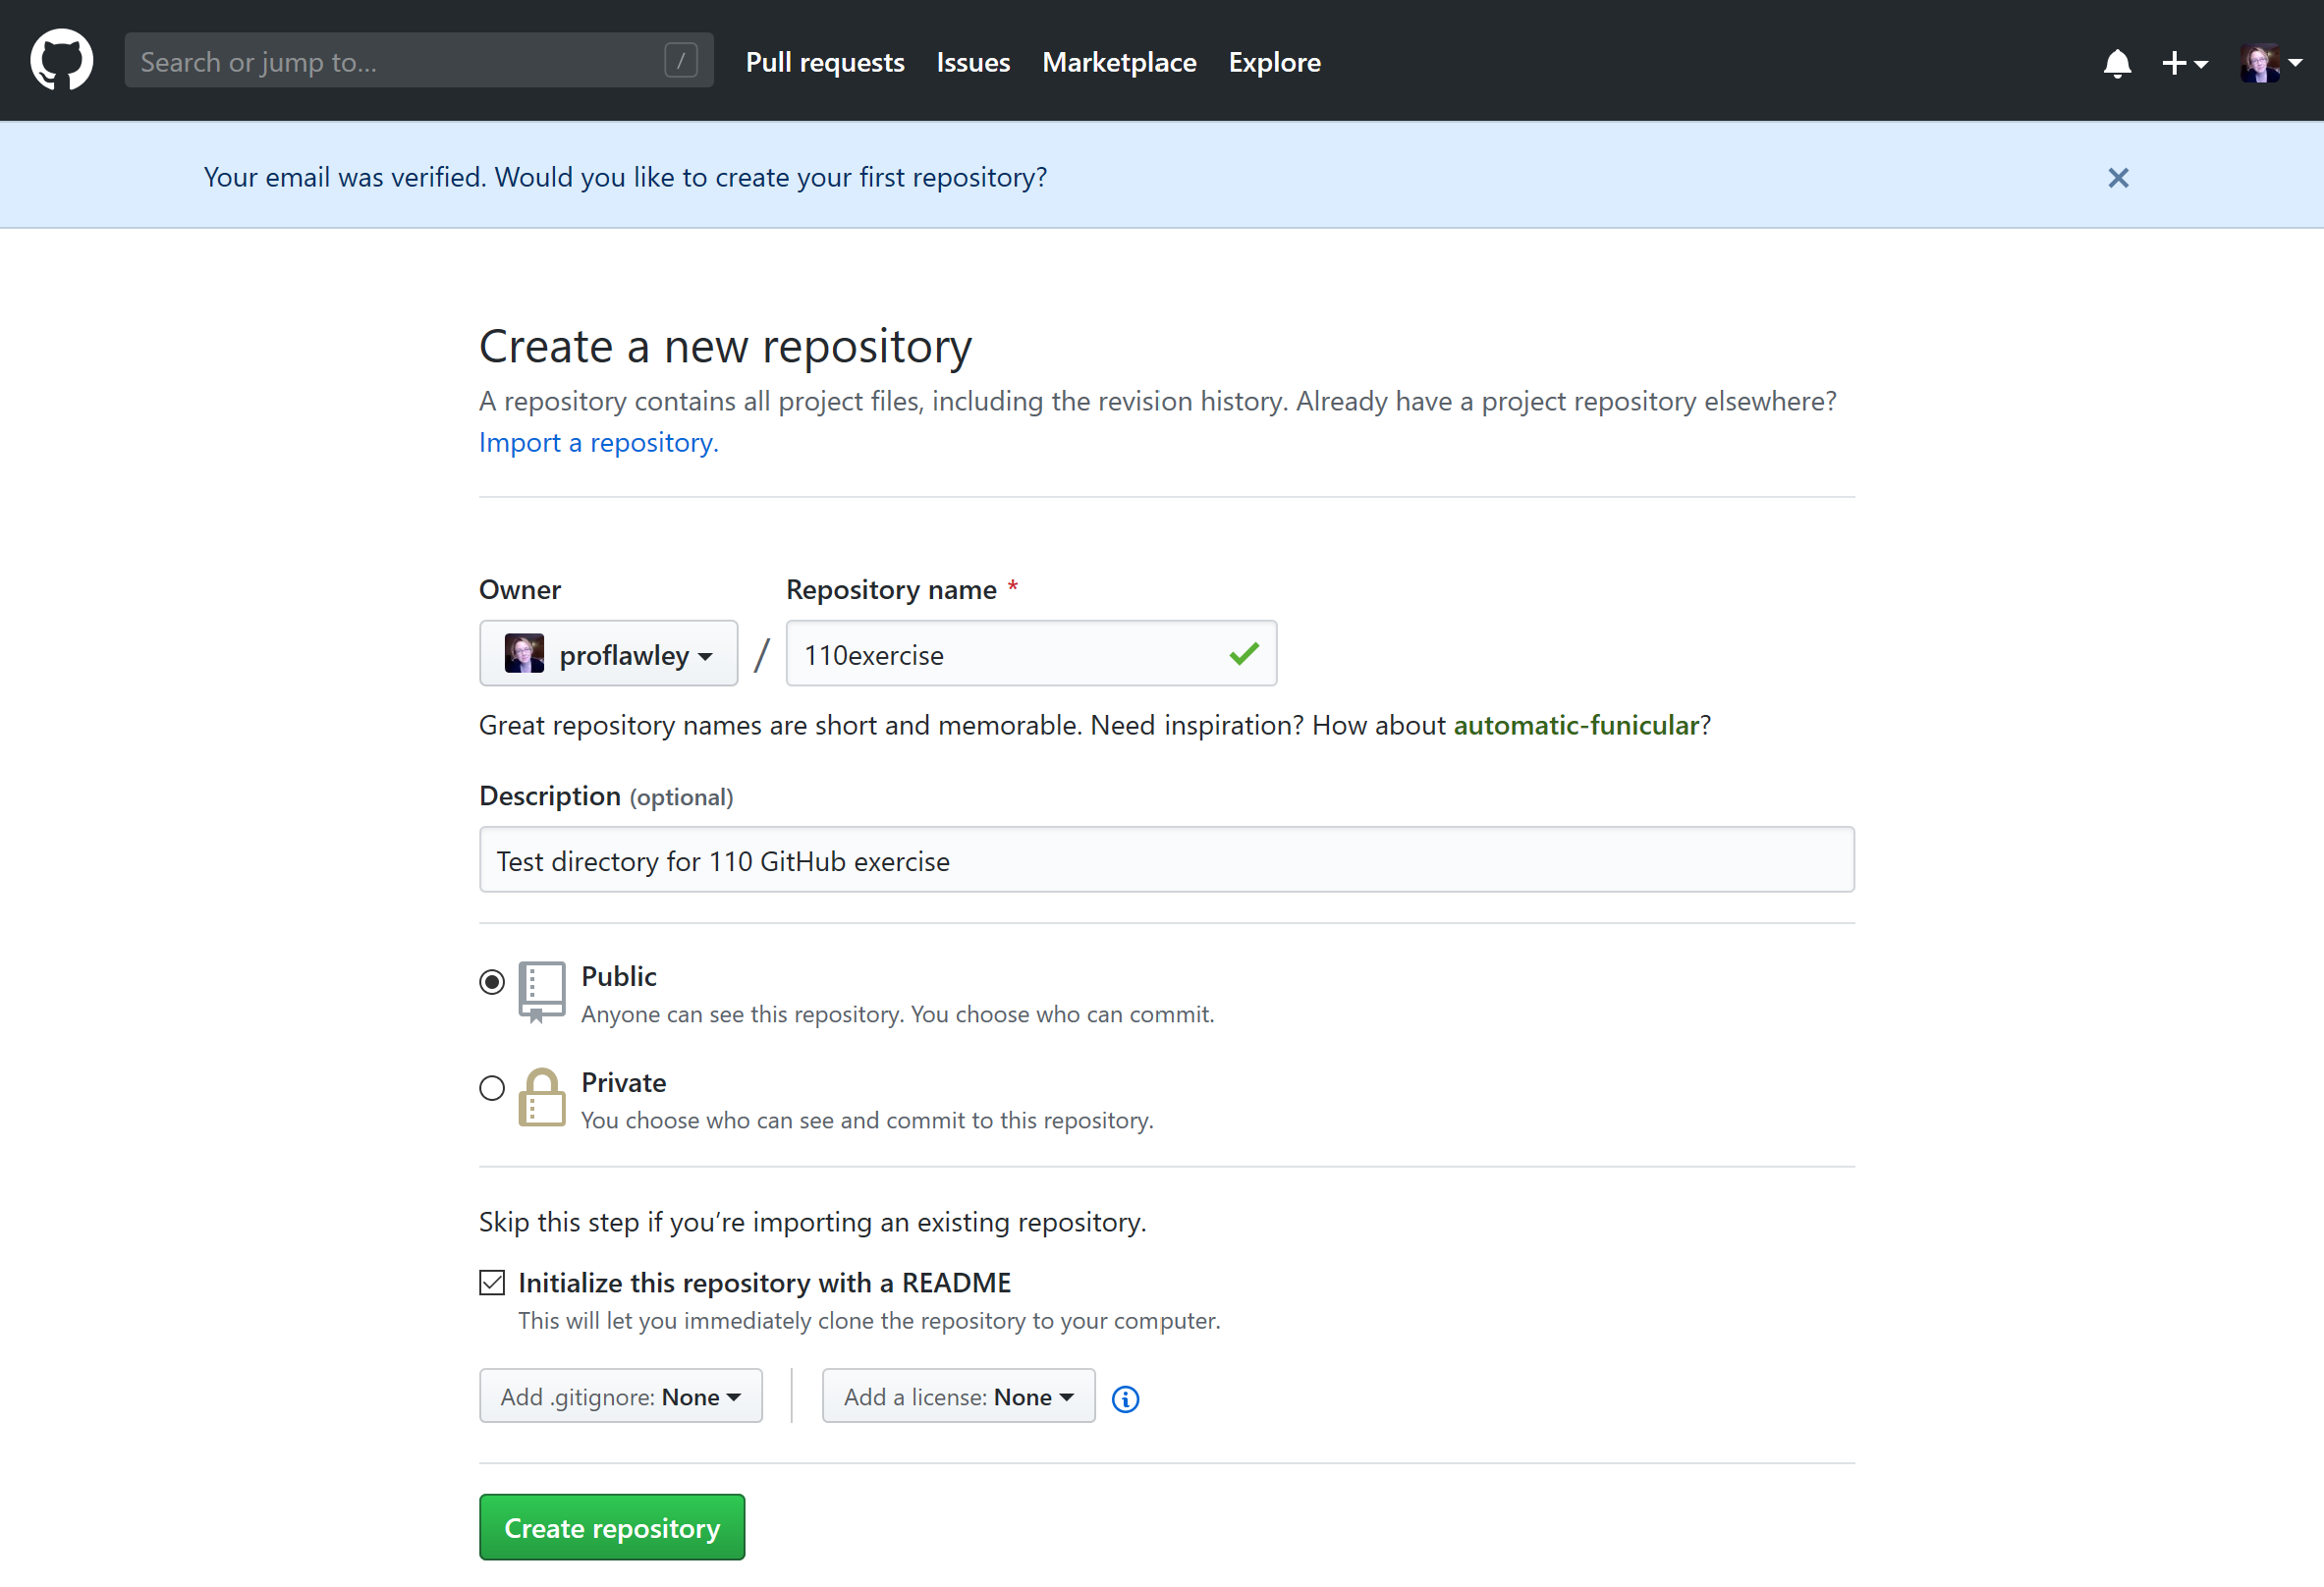 Search or jump to... /
Pull requests Issues Marketplace Explore
Your email was verified. Would you like to create your first repository?
Create a new repository
A repository contains all project files, including the revision history. Already have a project repository elsewhere?
Import a repository.
Owner Repository name *
proflawley / 110exercise
Great repository names are short and memorable. Need inspiration? How about automatic-funicular?
Description (optional)
Test directory for 110 GitHub exercise
Public
Anyone can see this repository. You choose who can commit.
Private
You choose who can see and commit to this repository.
Skip this step if you’re importing an existing repository.
Initialize this repository with a README
This will let you immediately clone the repository to your computer.
Add .gitignore: None Add a license: None
Create repository